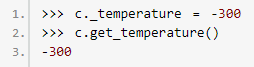 1. >>> c._temperature = -300
2. >>> c.get_temperature()
3. -300